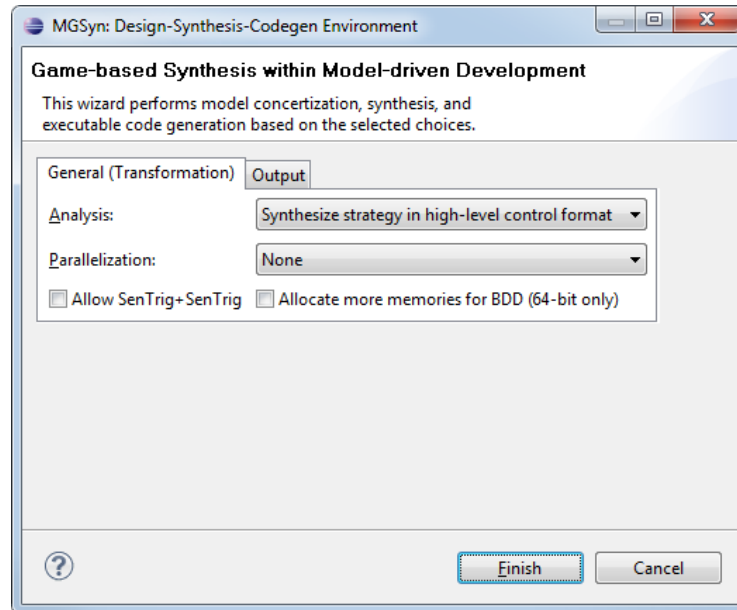 MGSyn: Design-Synthesis-Codegen Environment
Game-based Synthesis within Model-driven Development
This wizard performs model concertization, synthesis, and
executable code generation based on the selected choices.
General (Transformation) Output
Analysis: Synthesize strategy in high-level control format
Parallelization: None
Allow SenTrig+SenTrig Allocate more memories for BDD (64-bit only)
? Finish Cancel